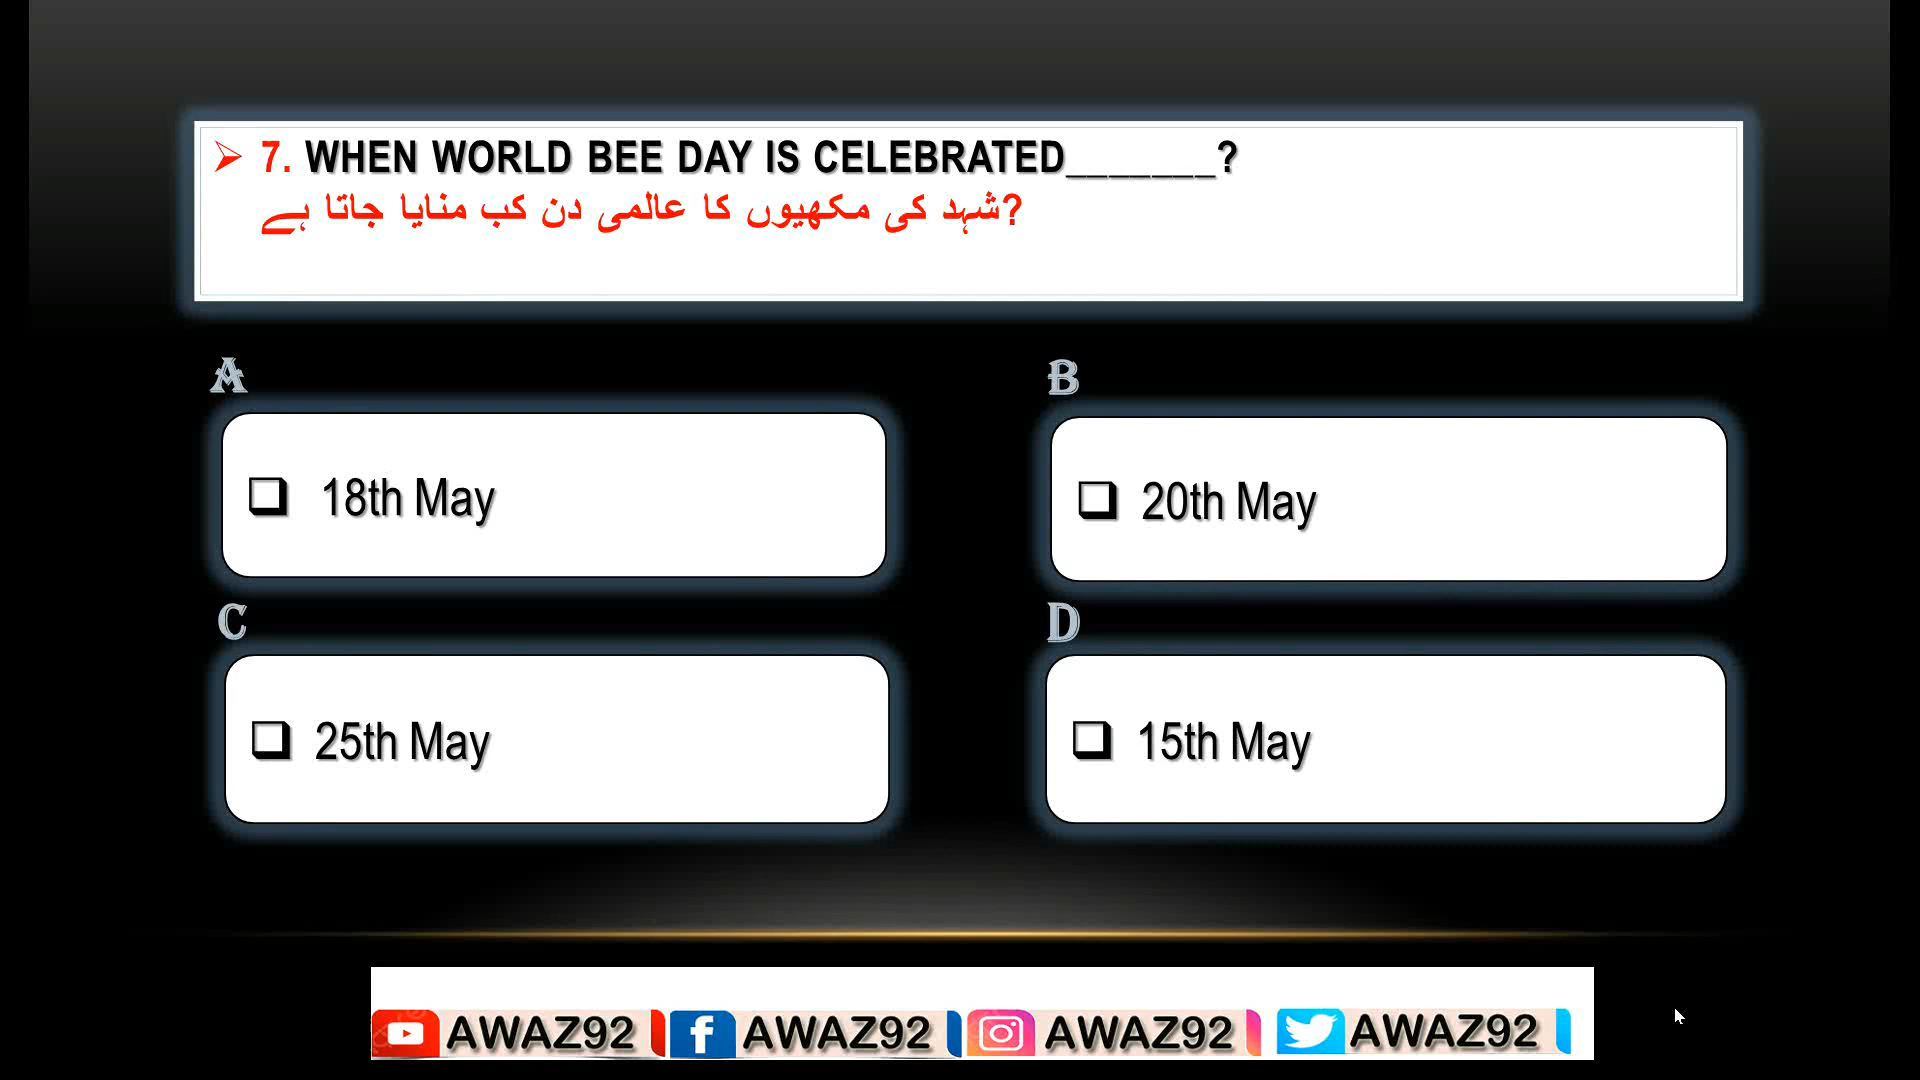 7. WHEN WORLD BEE DAY IS CELEBRATED_______?
شہد کی مکھیوں کا عالمی دن کب منایا جاتا ہے?
A
B
18th May
20th May
C
D
25th May
15th May
AWAZ92 AWAZ92 AWAZ92 AWAZ92